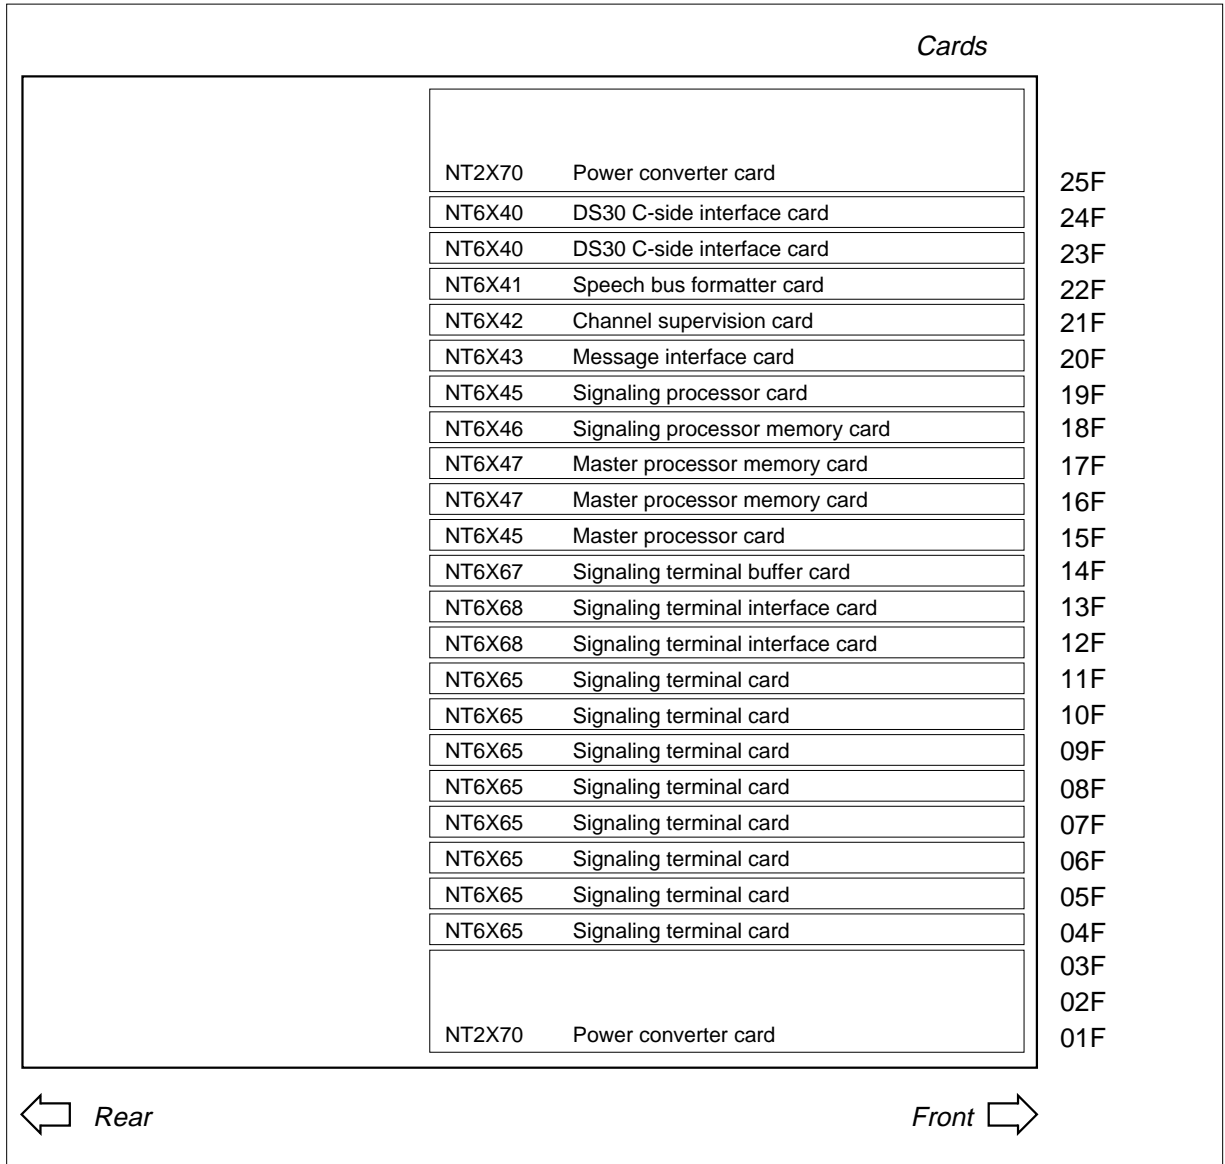 Cards
NT2X70 Power converter card 25F
NT6X40 DS30 C-side interface card 24F
NT6X40 DS30 C-side interface card 23F
NT6X41 Speech bus formatter card 22F
NT6X42 Channel supervision card 21F
NT6X43 Message interface card 20F
NT6X45 Signaling processor card 19F
NT6X46 Signaling processor memory card 18F
NT6X47 Master processor memory card 17F
NT6X47 Master processor memory card 16F
NT6X45 Master processor card 15F
NT6X67 Signaling terminal buffer card 14F
NT6X68 Signaling terminal interface card 13F
NT6X68 Signaling terminal interface card 12F
NT6X65 Signaling terminal card 11F
NT6X65 Signaling terminal card 10F
NT6X65 Signaling terminal card 09F
NT6X65 Signaling terminal card 08F
NT6X65 Signaling terminal card 07F
NT6X65 Signaling terminal card 06F
NT6X65 Signaling terminal card 05F
NT6X65 Signaling terminal card 04F
03F
02F
NT2X70 Power converter card 01F
Rear Front